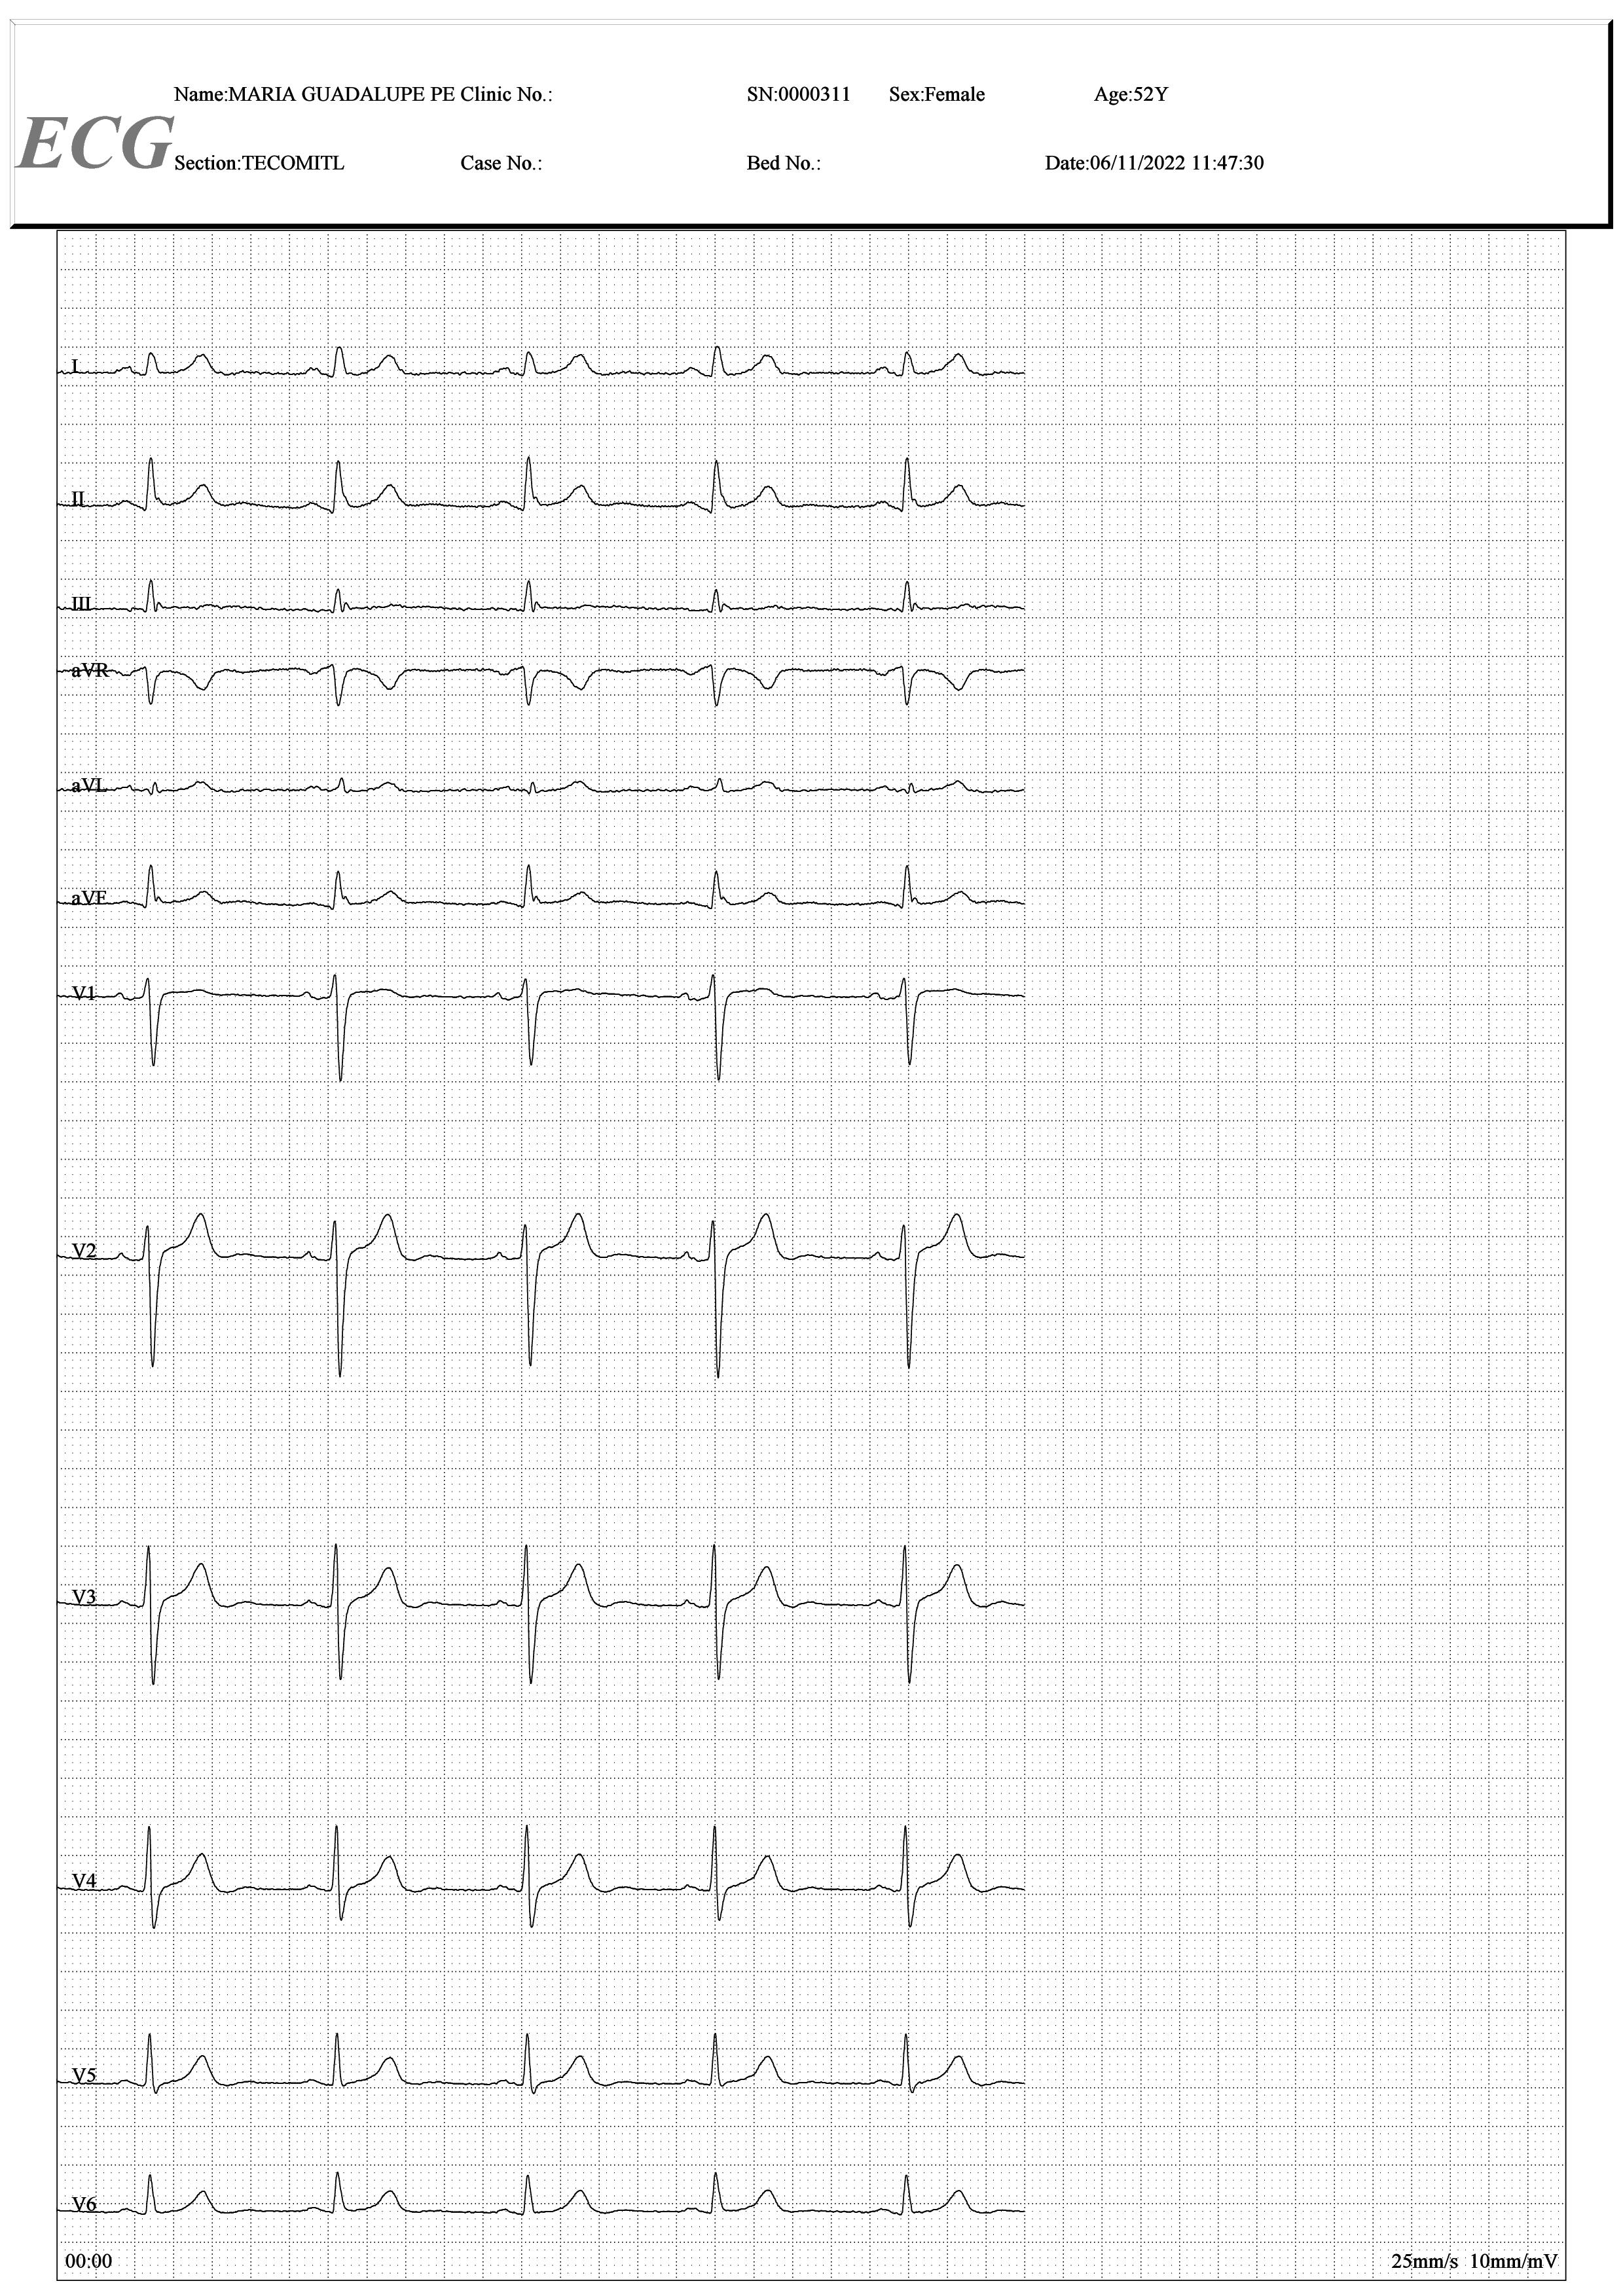 Name:MARIA GUADALUPE PE Clinic No.: SN:0000311 Sex:Female Age:52Y
ECG
Section:TECOMITL Case No.: Bed No.: Date:06/11/2022 11:47:30
I
II
III
aVR
aVL
aVF
V1
V2
V3
V4
V5
V6
00:00 25mm/s 10mm/mV